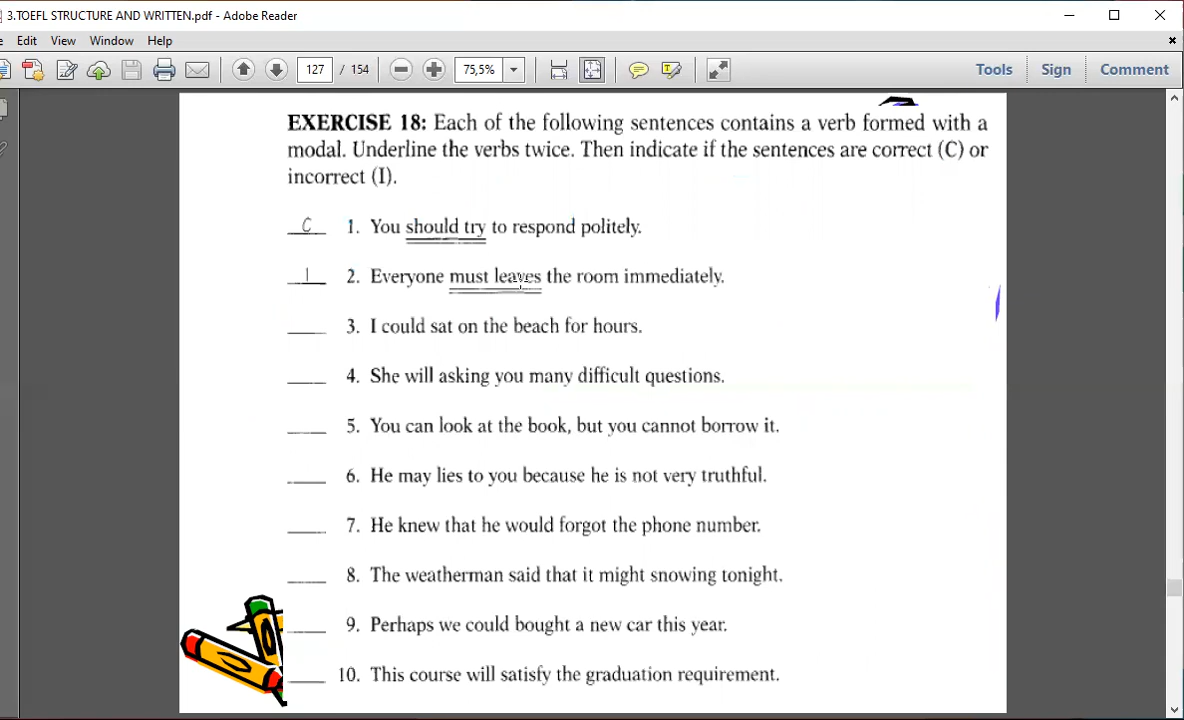 3.TOEFL STRUCTURE AND WRITTEN.pdf - Adobe Reader
Edit View Window Help
127 / 154 75,5% Tools Sign Comment
EXERCISE 18: Each of the following sentences contains a verb formed with a
modal. Underline the verbs twice. Then indicate if the sentences are correct (C) or
incorrect (I).
C 1. You should try to respond politely.
I 2. Everyone must leaves the room immediately.
3. I could sat on the beach for hours.
4. She will asking you many difficult questions.
5. You can look at the book, but you cannot borrow it.
6. He may lies to you because he is not very truthful.
7. He knew that he would forgot the phone number.
8. The weatherman said that it might snowing tonight.
9. Perhaps we could bought a new car this year.
10. This course will satisfy the graduation requirement.